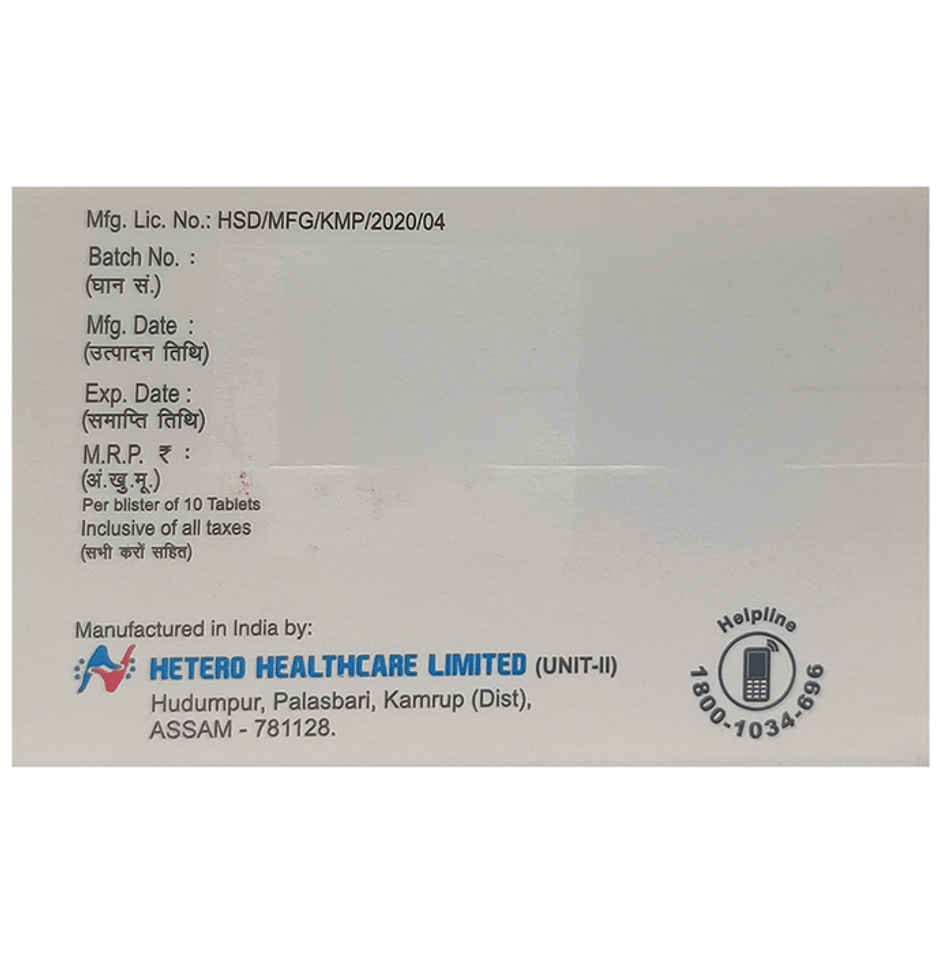 Mfg. Lic. No.: HSD/MFG/KMP/2020/04
Batch No. :
(घान सं.)
Mfg. Date :
(उत्पादन तिथि)
Exp. Date :
(समाप्ति तिथि)
M.R.P. ₹ :
(अं.खु.मू.)
Per blister of 10 Tablets
Inclusive of all taxes
(सभी करों सहित)
Manufactured in India by:
HETERO HEALTHCARE LIMITED (UNIT-II)
Hudumpur, Palasbari, Kamrup (Dist),
ASSAM - 781128.
Helpline
1800-1034-696